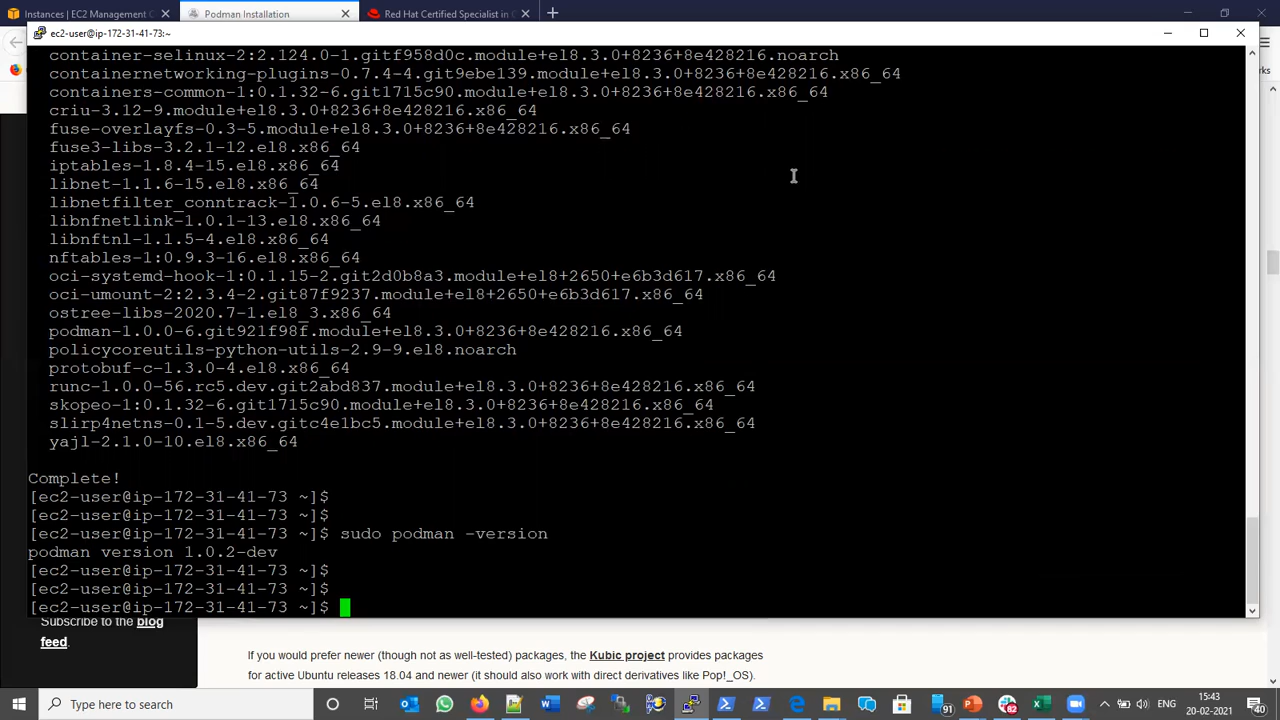 Instances | EC2 Management C
Podman Installation
Red Hat Certified Specialist in C
ec2-user@ip-172-31-41-73:~
container-selinux-2:2.124.0-1.gitf958d0c.module+el8.3.0+8236+8e428216.noarch
containernetworking-plugins-0.7.4-4.git9ebe139.module+el8.3.0+8236+8e428216.x86_64
containers-common-1:0.1.32-6.git1715c90.module+el8.3.0+8236+8e428216.x86_64
criu-3.12-9.module+el8.3.0+8236+8e428216.x86_64
fuse-overlayfs-0.3-5.module+el8.3.0+8236+8e428216.x86_64
fuse3-libs-3.2.1-12.el8.x86_64
iptables-1.8.4-15.el8.x86_64
libnet-1.1.6-15.el8.x86_64
libnetfilter_conntrack-1.0.6-5.el8.x86_64
libnfnetlink-1.0.1-13.el8.x86_64
libnftnl-1.1.5-4.el8.x86_64
nftables-1:0.9.3-16.el8.x86_64
oci-systemd-hook-1:0.1.15-2.git2d0b8a3.module+el8+2650+e6b3d617.x86_64
oci-umount-2:2.3.4-2.git87f9237.module+el8+2650+e6b3d617.x86_64
ostree-libs-2020.7-1.el8_3.x86_64
podman-1.0.0-6.git921f98f.module+el8.3.0+8236+8e428216.x86_64
policycoreutils-python-utils-2.9-9.el8.noarch
protobuf-c-1.3.0-4.el8.x86_64
runc-1.0.0-56.rc5.dev.git2abd837.module+el8.3.0+8236+8e428216.x86_64
skopeo-1:0.1.32-6.git1715c90.module+el8.3.0+8236+8e428216.x86_64
slirp4netns-0.1-5.dev.gitc4e1bc5.module+el8.3.0+8236+8e428216.x86_64
yajl-2.1.0-10.el8.x86_64
Complete!
[ec2-user@ip-172-31-41-73 ~]$
[ec2-user@ip-172-31-41-73 ~]$
[ec2-user@ip-172-31-41-73 ~]$ sudo podman -version
podman version 1.0.2-dev
[ec2-user@ip-172-31-41-73 ~]$
[ec2-user@ip-172-31-41-73 ~]$
[ec2-user@ip-172-31-41-73 ~]$
Subscribe to the blog
feed.
If you would prefer newer (though not as well-tested) packages, the Kubic project provides packages
for active Ubuntu releases 18.04 and newer (it should also work with direct derivatives like Pop!_OS).
Type here to search
91
62
ENG
15:43
20-02-2021